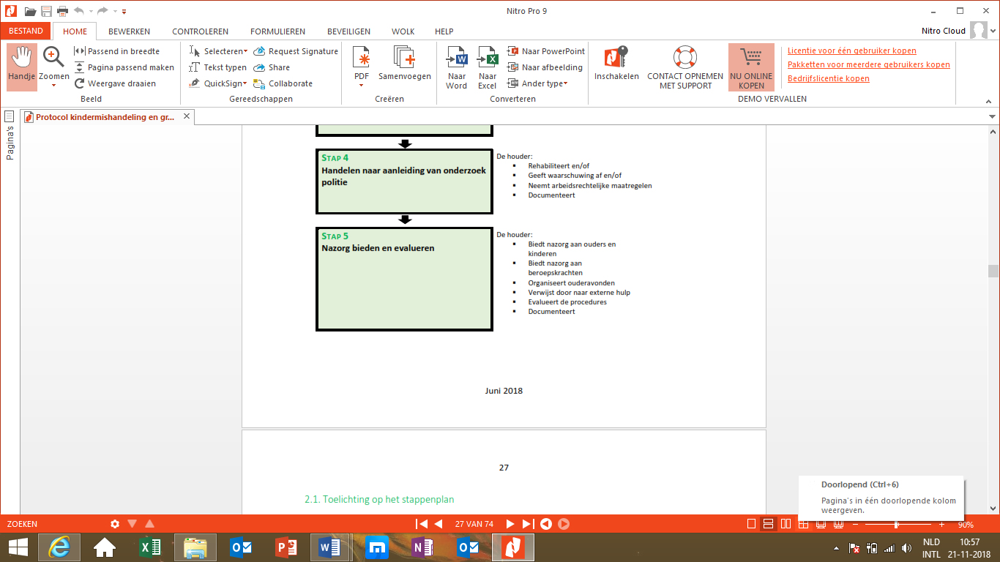 Nitro Pro 9
BESTAND HOME BEWERKEN CONTROLEREN FORMULIEREN BEVEILIGEN WOLK HELP Nitro Cloud
Handje
Zoomen
Passend in breedte
Pagina passend maken
Weergave draaien
Beeld
Selecteren
Tekst typen
QuickSign
Request Signature
Share
Collaborate
Gereedschappen
PDF
Samenvoegen
Creëren
Naar Word
Naar Excel
Naar PowerPoint
Naar afbeelding
Ander type
Converteren
Inschakelen
CONTACT OPNEMEN
MET SUPPORT
NU ONLINE
KOPEN
DEMO VERVALLEN
Licentie voor één gebruiker kopen
Pakketten voor meerdere gebruikers kopen
Bedrijfslicentie kopen
Protocol kindermishandeling en gr...
Pagina's
STAP 4
Handelen naar aanleiding van onderzoek
politie
De houder:
▪ Rehabiliteert en/of
▪ Geeft waarschuwing af en/of
▪ Neemt arbeidsrechtelijke maatregelen
▪ Documenteert
STAP 5
Nazorg bieden en evalueren
De houder:
▪ Biedt nazorg aan ouders en
kinderen
▪ Biedt nazorg aan
beroepskrachten
▪ Organiseert ouderavonden
▪ Verwijst door naar externe hulp
▪ Evalueert de procedures
▪ Documenteert
Juni 2018
27
2.1. Toelichting op het stappenplan
Doorlopend (Ctrl+6)
Pagina's in één doorlopende kolom
weergeven.
ZOEKEN
27 VAN 74
90%
NLD
INTL
10:57
21-11-2018